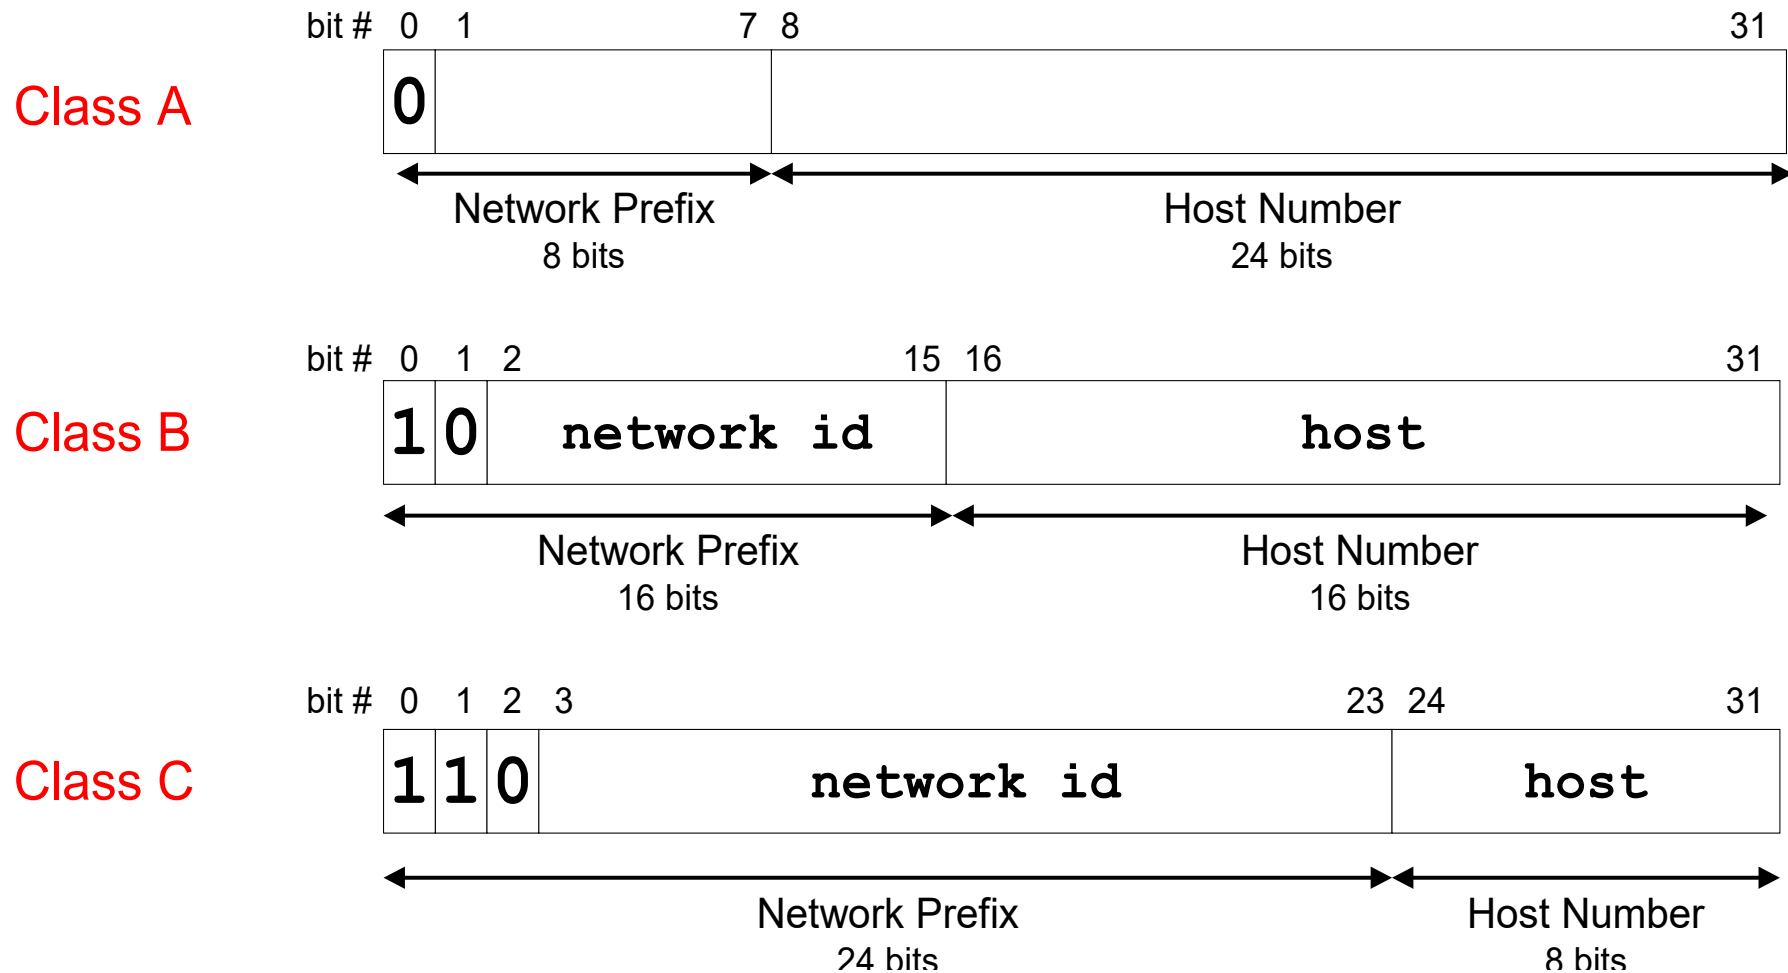 bit # 0 1 7 8 31
Class A 0
Network Prefix Host Number
8 bits 24 bits
bit # 0 1 2 15 16 31
Class B 1 0 network id host
Network Prefix Host Number
16 bits 16 bits
bit # 0 1 2 3 23 24 31
Class C 1 1 0 network id host
Network Prefix Host Number
24 bits 8 bits